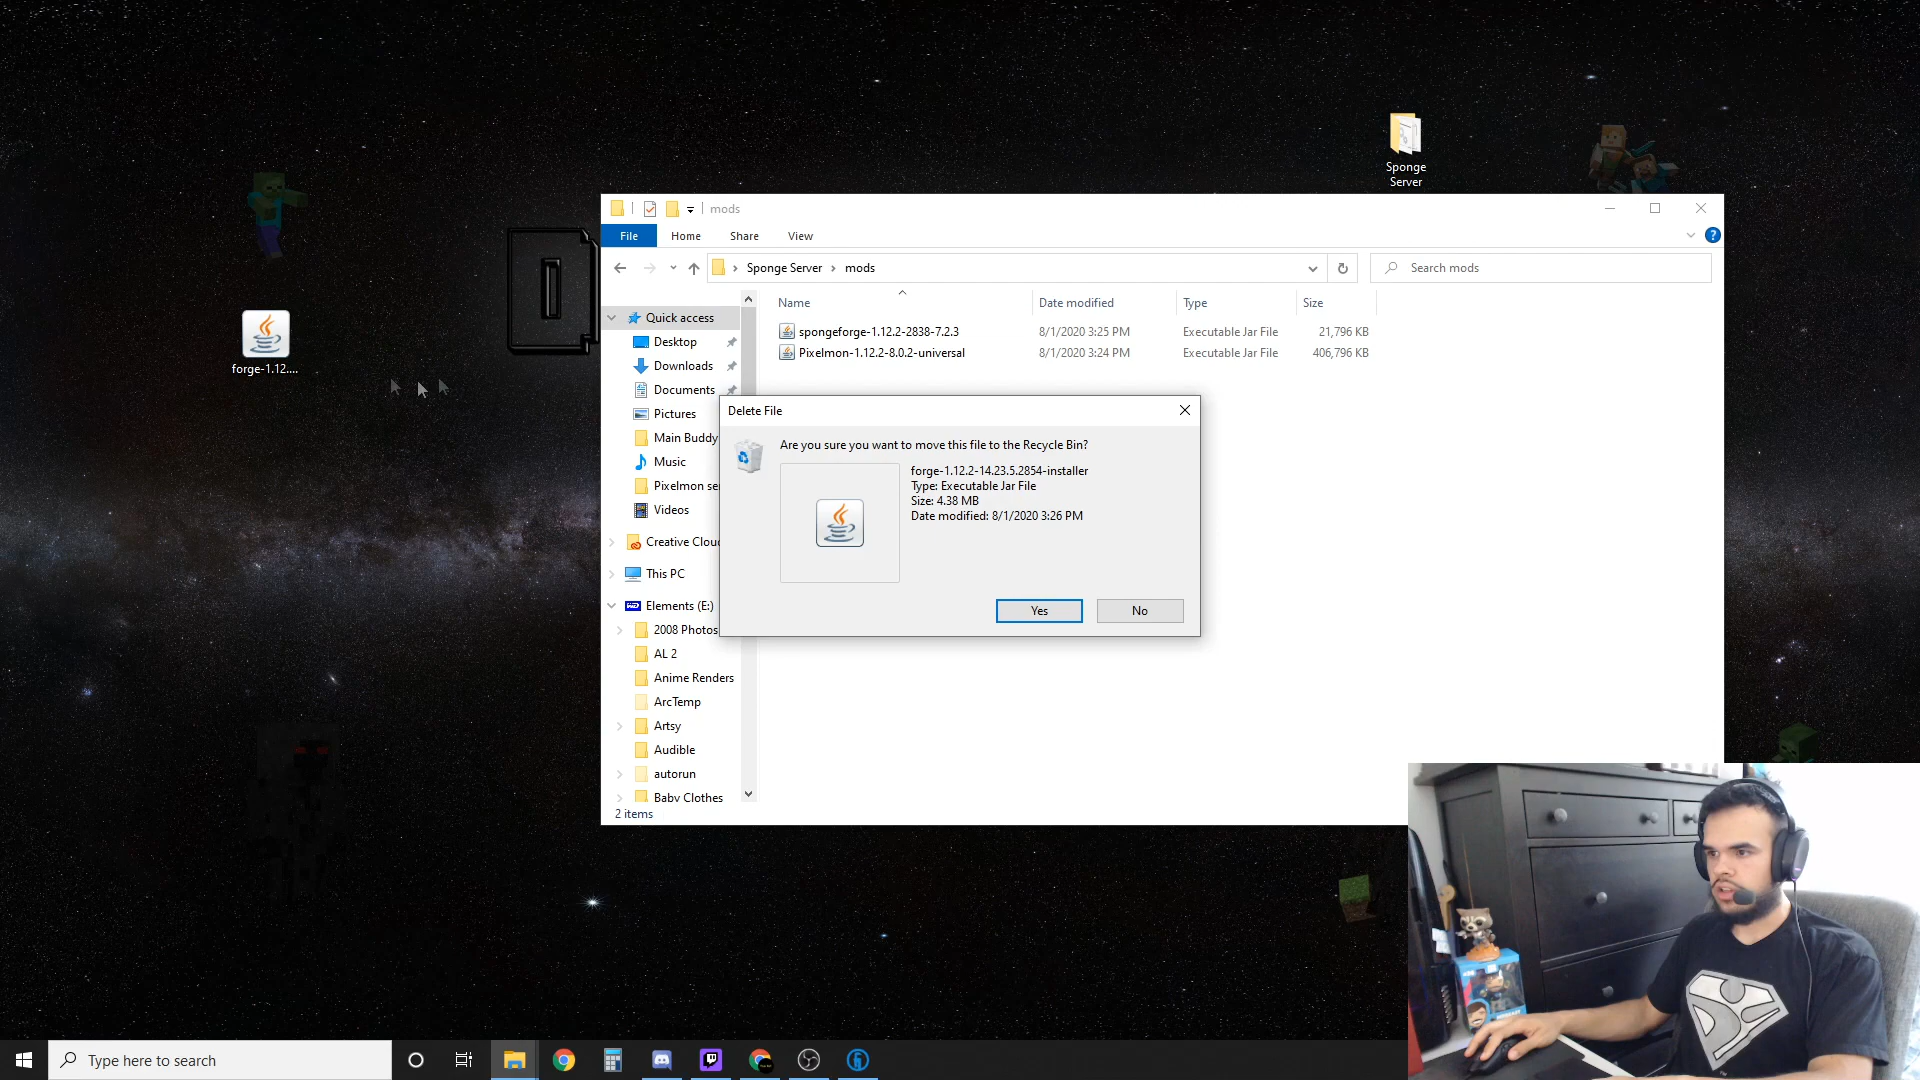 Sponge
Server
forge-1.12....
mods
File
Home
Share
View
Sponge Server
mods
Search mods
Name
Date modified
Type
Size
spongeforge-1.12.2-2838-7.2.3
8/1/2020 3:25 PM
Executable Jar File
21,796 KB
Pixelmon-1.12.2-8.0.2-universal
8/1/2020 3:24 PM
Executable Jar File
406,796 KB
Quick access
Desktop
Downloads
Documents
Pictures
Main Buddy
Music
Pixelmon se
Videos
Creative Clou
This PC
Elements (E:)
2008 Photos
AL 2
Anime Renders
ArcTemp
Artsy
Audible
autorun
Baby Clothes
2 items
Delete File
Are you sure you want to move this file to the Recycle Bin?
forge-1.12.2-14.23.5.2854-installer
Type: Executable Jar File
Size: 4.38 MB
Date modified: 8/1/2020 3:26 PM
Yes
No
Type here to search